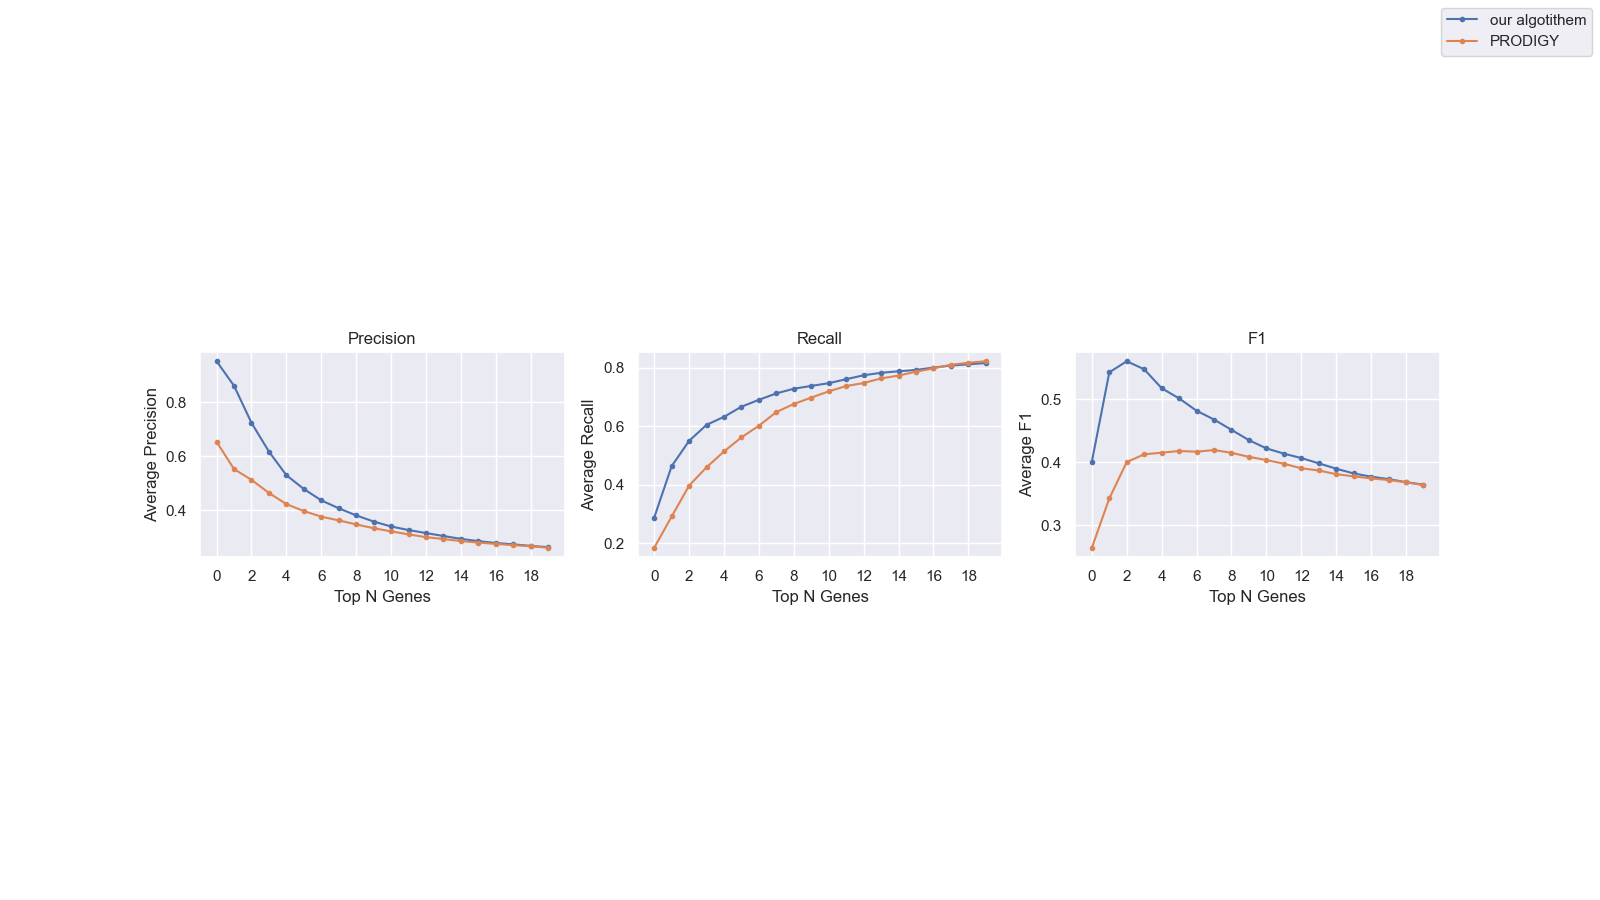 our algotithem
PRODIGY
Precision
Average Precision
0.8
0.6
0.4
0 2 4 6 8 10 12 14 16 18
Top N Genes
Recall
Average Recall
0.8
0.6
0.4
0.2
0 2 4 6 8 10 12 14 16 18
Top N Genes
F1
Average F1
0.5
0.4
0.3
0 2 4 6 8 10 12 14 16 18
Top N Genes